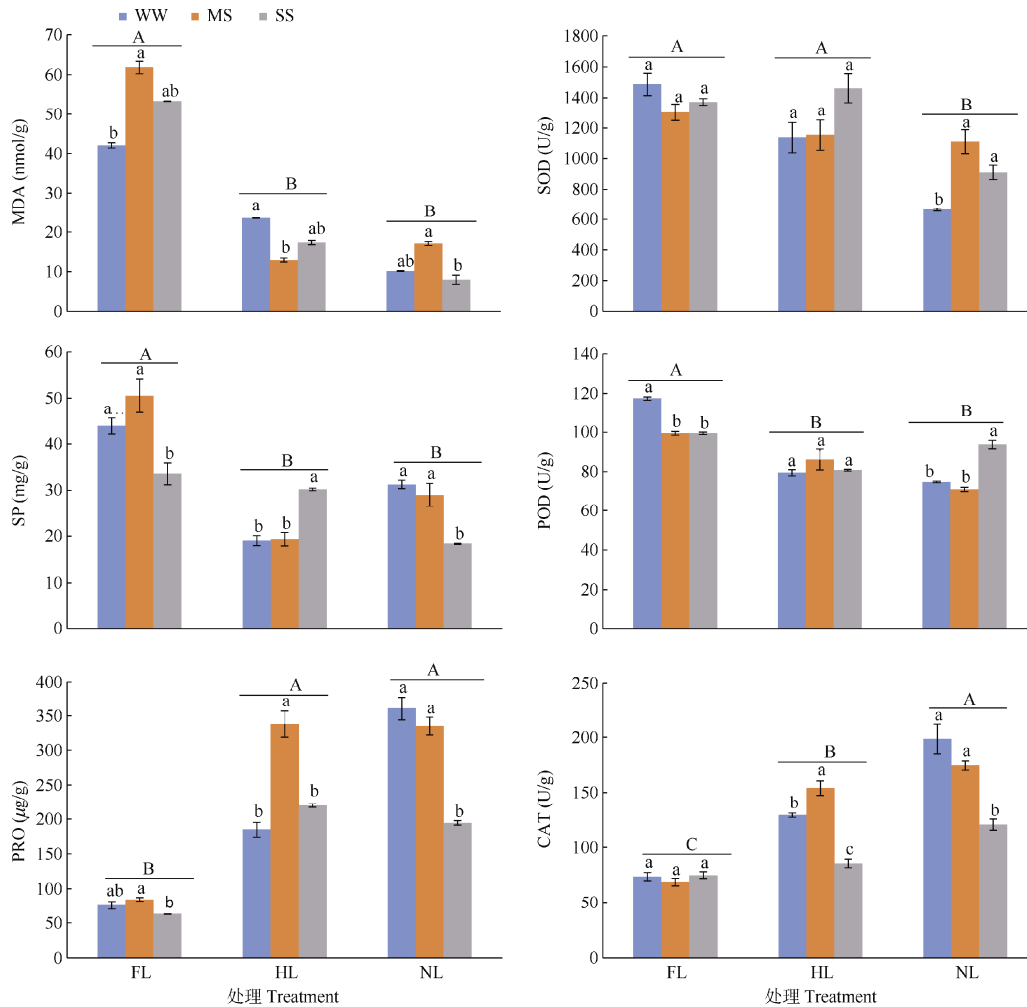 WW MS SS
MDA (nmol/g)
70
60
50
40
30
20
10
0
A
b a ab
B
a b ab
B
ab a b
SOD (U/g)
1800
1600
1400
1200
1000
800
600
400
200
0
A
a a a
A
a a a
B
b a a
SP (mg/g)
60
50
40
30
20
10
0
A
a a a
B
b b a
B
a a b
POD (U/g)
140
120
100
80
60
40
20
0
A
a b b
B
a a a
B
b b a
PRO (μg/g)
400
350
300
250
200
150
100
50
0
B
ab a b
A
b a b
A
a a b
FL HL NL
处理 Treatment
CAT (U/g)
250
200
150
100
50
0
C
a a a
B
b a c
A
a a b
FL HL NL
处理 Treatment